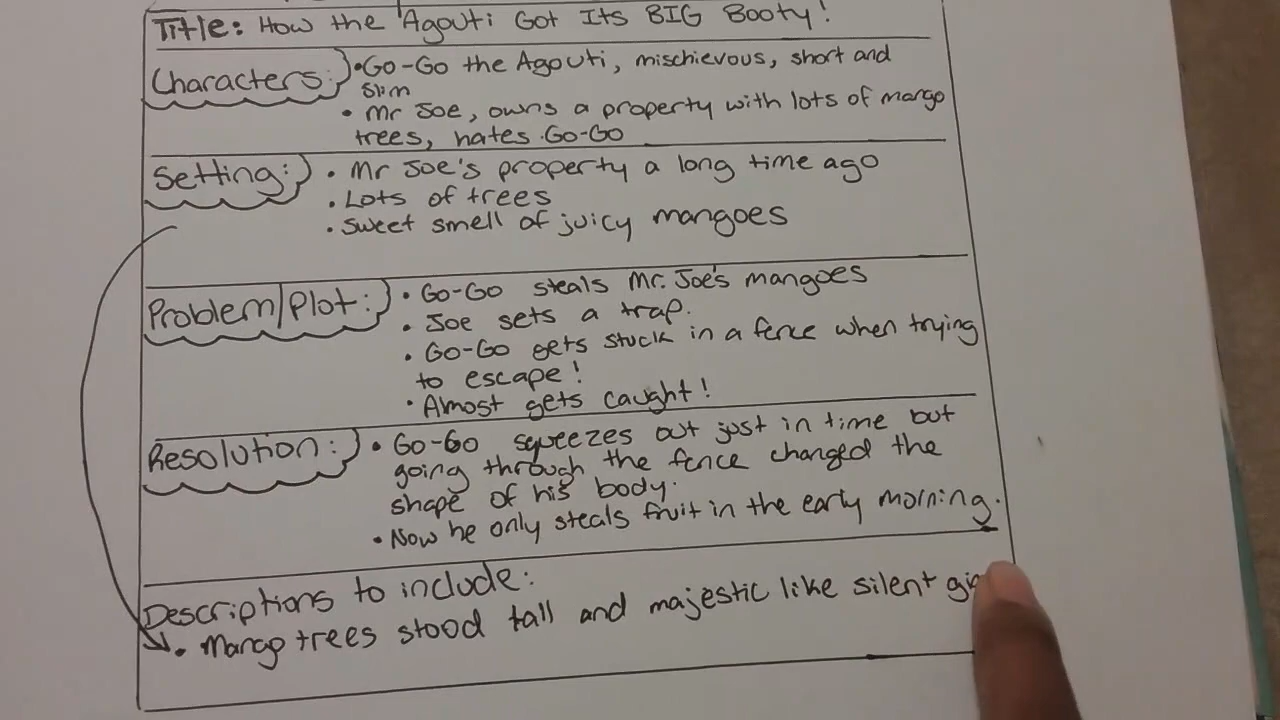 Title: How the Agouti Got Its BIG Booty!
Characters: • Go-Go the Agouti, mischievous, short and
slim
• Mr Joe, owns a property with lots of mango
trees, hates Go-Go
Setting: • Mr Joe's property a long time ago
• Lots of trees
• Sweet smell of juicy mangoes
Problem/Plot: • Go-Go steals Mr. Joe's mangoes
• Joe sets a trap.
• Go-Go gets stuck in a fence when trying
to escape!
• Almost gets caught!
Resolution: • Go-Go squeezes out just in time but
going through the fence changed the
shape of his body.
• Now he only steals fruit in the early morning.
Descriptions to include:
• Mango trees stood tall and majestic like silent